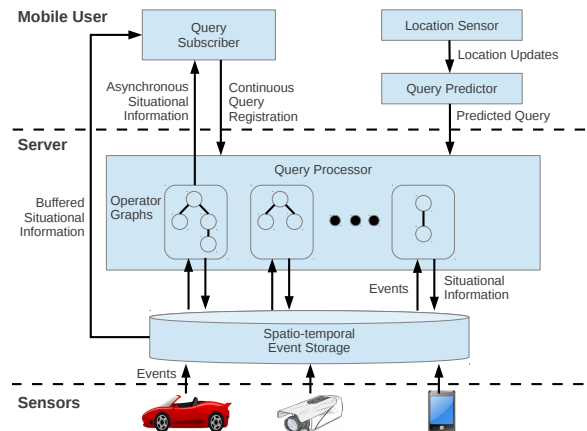 Mobile User
Query
Subscriber
Location Sensor
Location Updates
Asynchronous
Situational
Information
Continuous
Query
Registration
Query Predictor
Predicted Query
Server
Query Processor
Operator
Graphs
Buffered
Situational
Information
Events
Situational
Information
Spatio-temporal
Event Storage
Events
Sensors